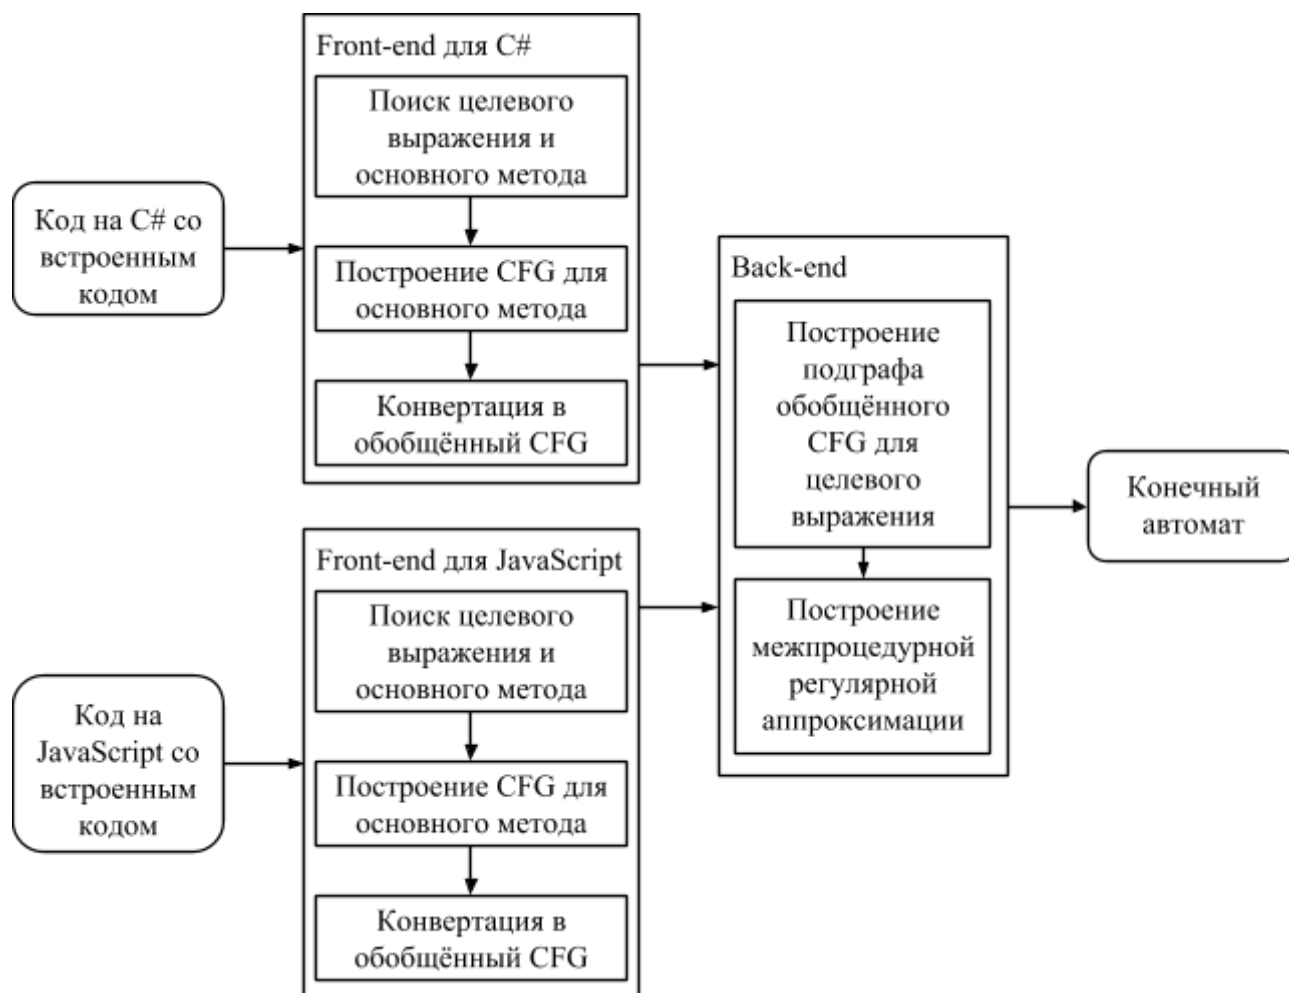 Код на C# со
встроенным
кодом
Front-end для C#
Поиск целевого
выражения и
основного метода
Построение CFG для
основного метода
Конвертация в
обобщённый CFG
Код на
JavaScript со
встроенным
кодом
Front-end для JavaScript
Поиск целевого
выражения и
основного метода
Построение CFG для
основного метода
Конвертация в
обобщённый CFG
Back-end
Построение
подграфа
обобщённого
CFG для
целевого
выражения
Построение
межпроцедурной
регулярной
аппроксимации
Конечный
автомат